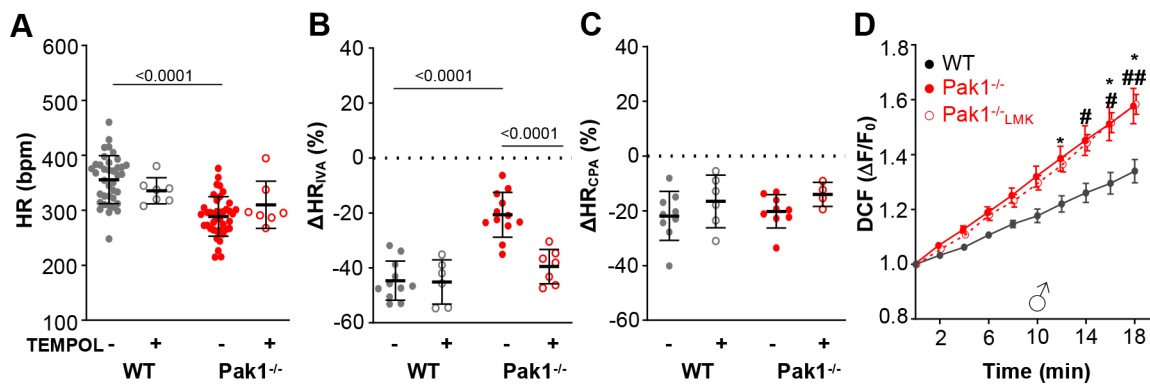 A
HR (bpm)
600
500
400
300
200
100
<0.0001
TEMPOL
- + - +
WT Pak1-/-
B
ΔHRIVA (%)
40
20
0
-20
-40
-60
<0.0001
<0.0001
- + - +
WT Pak1-/-
C
ΔHRCPA (%)
40
20
0
-20
-40
-60
- + - +
WT Pak1-/-
D
DCF (ΔF/F0)
1.8
1.6
1.4
1.2
1.0
0.8
WT
Pak1-/-
Pak1-/-LMK
*
#
*
#
*
##
♂
2 6 10 14 18
Time (min)